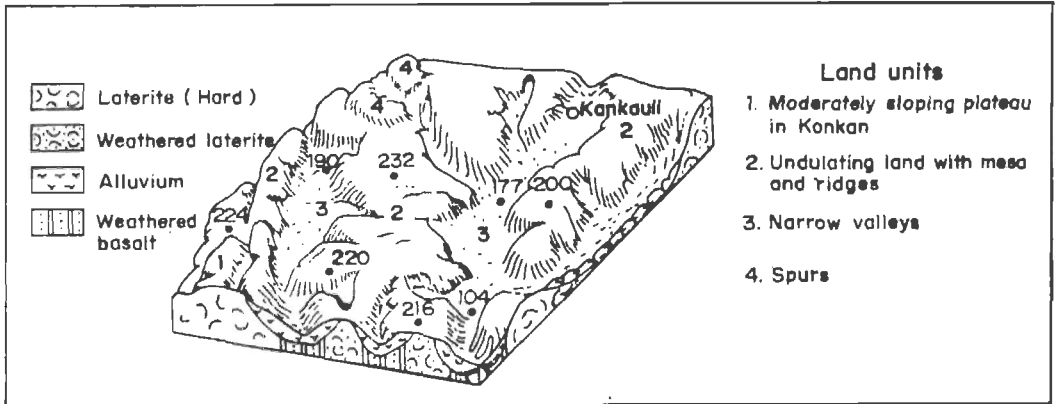 Laterite ( Hard )
Weathered laterite
Alluvium
Weathered
basalt
4
4
Kankauli
2
190
232
2
77
200
224
3
2
3
1
220
216
104
Land units
1. Moderately sloping plateau
in Konkan
2. Undulating land with mesa
and ridges
3. Narrow valleys
4. Spurs